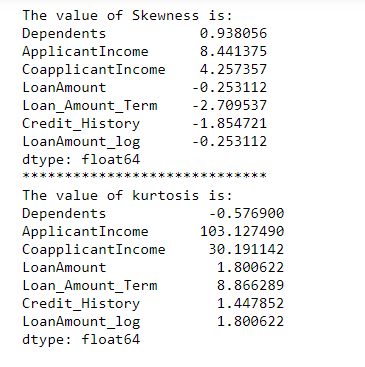 The value of Skewness is:
Dependents 0.938056
ApplicantIncome 8.441375
CoapplicantIncome 4.257357
LoanAmount -0.253112
Loan_Amount_Term -2.709537
Credit_History -1.854721
LoanAmount_log -0.253112
dtype: float64
*****************************
The value of kurtosis is:
Dependents -0.576900
ApplicantIncome 103.127490
CoapplicantIncome 30.191142
LoanAmount 1.800622
Loan_Amount_Term 8.866289
Credit_History 1.447852
LoanAmount_log 1.800622
dtype: float64